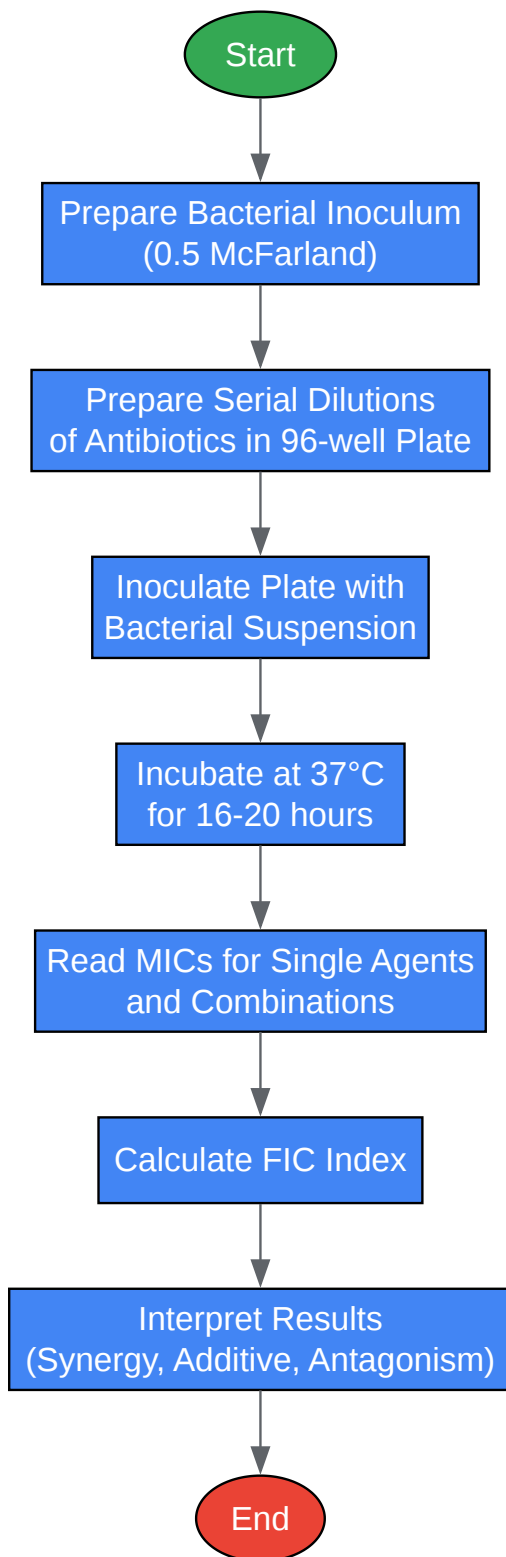 Start
Prepare Bacterial Inoculum
(0.5 McFarland)
Prepare Serial Dilutions
of Antibiotics in 96-well Plate
Inoculate Plate with
Bacterial Suspension
Incubate at 37°C
for 16-20 hours
Read MICs for Single Agents
and Combinations
Calculate FIC Index
Interpret Results
(Synergy, Additive, Antagonism)
End